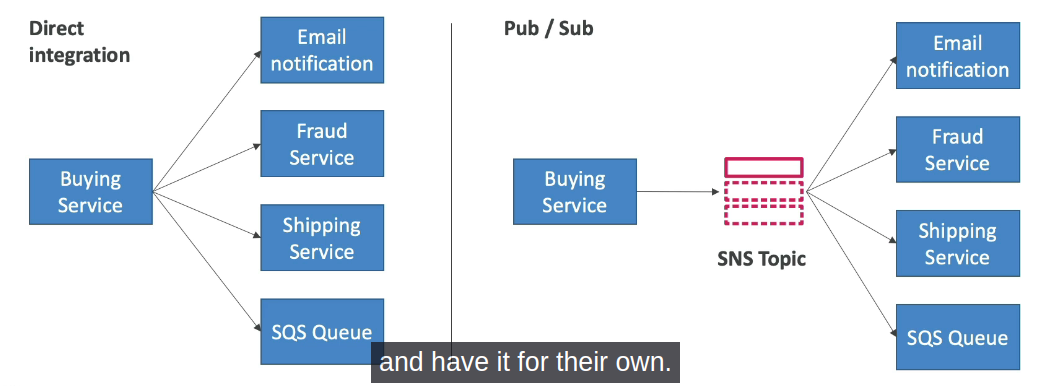 Direct
integration
Email
notification
Fraud
Service
Buying
Service
Shipping
Service
SQS Queue
Pub / Sub
Buying
Service
SNS Topic
Email
notification
Fraud
Service
Shipping
Service
SQS Queue
and have it for their own.